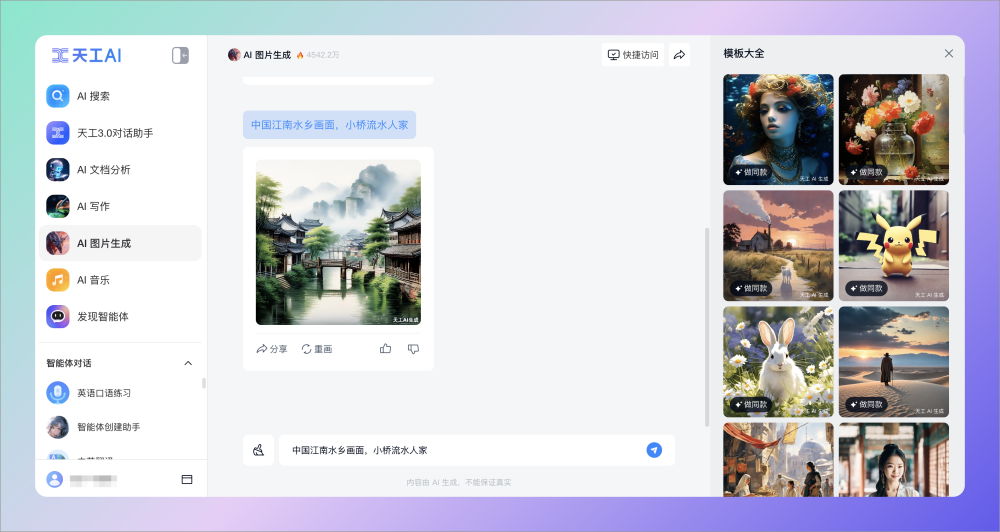 天工AI
AI 搜索
天工3.0对话助手
AI 文档分析
AI 写作
AI 图片生成
AI 音乐
发现智能体
智能体对话
英语口语练习
智能体创建助手
AI 图片生成
4542.2万
快捷访问
中国江南水乡画面，小桥流水人家
天工AI生成
分享
重画
中国江南水乡画面，小桥流水人家
内容由 AI 生成，不能保证真实
模板大全
做同款
天工 AI 生成
做同款
天工 AI 生成
做同款
天工 AI 生成
做同款
天工 AI 生成
做同款
天工 AI 生成
做同款
天工 AI 生成